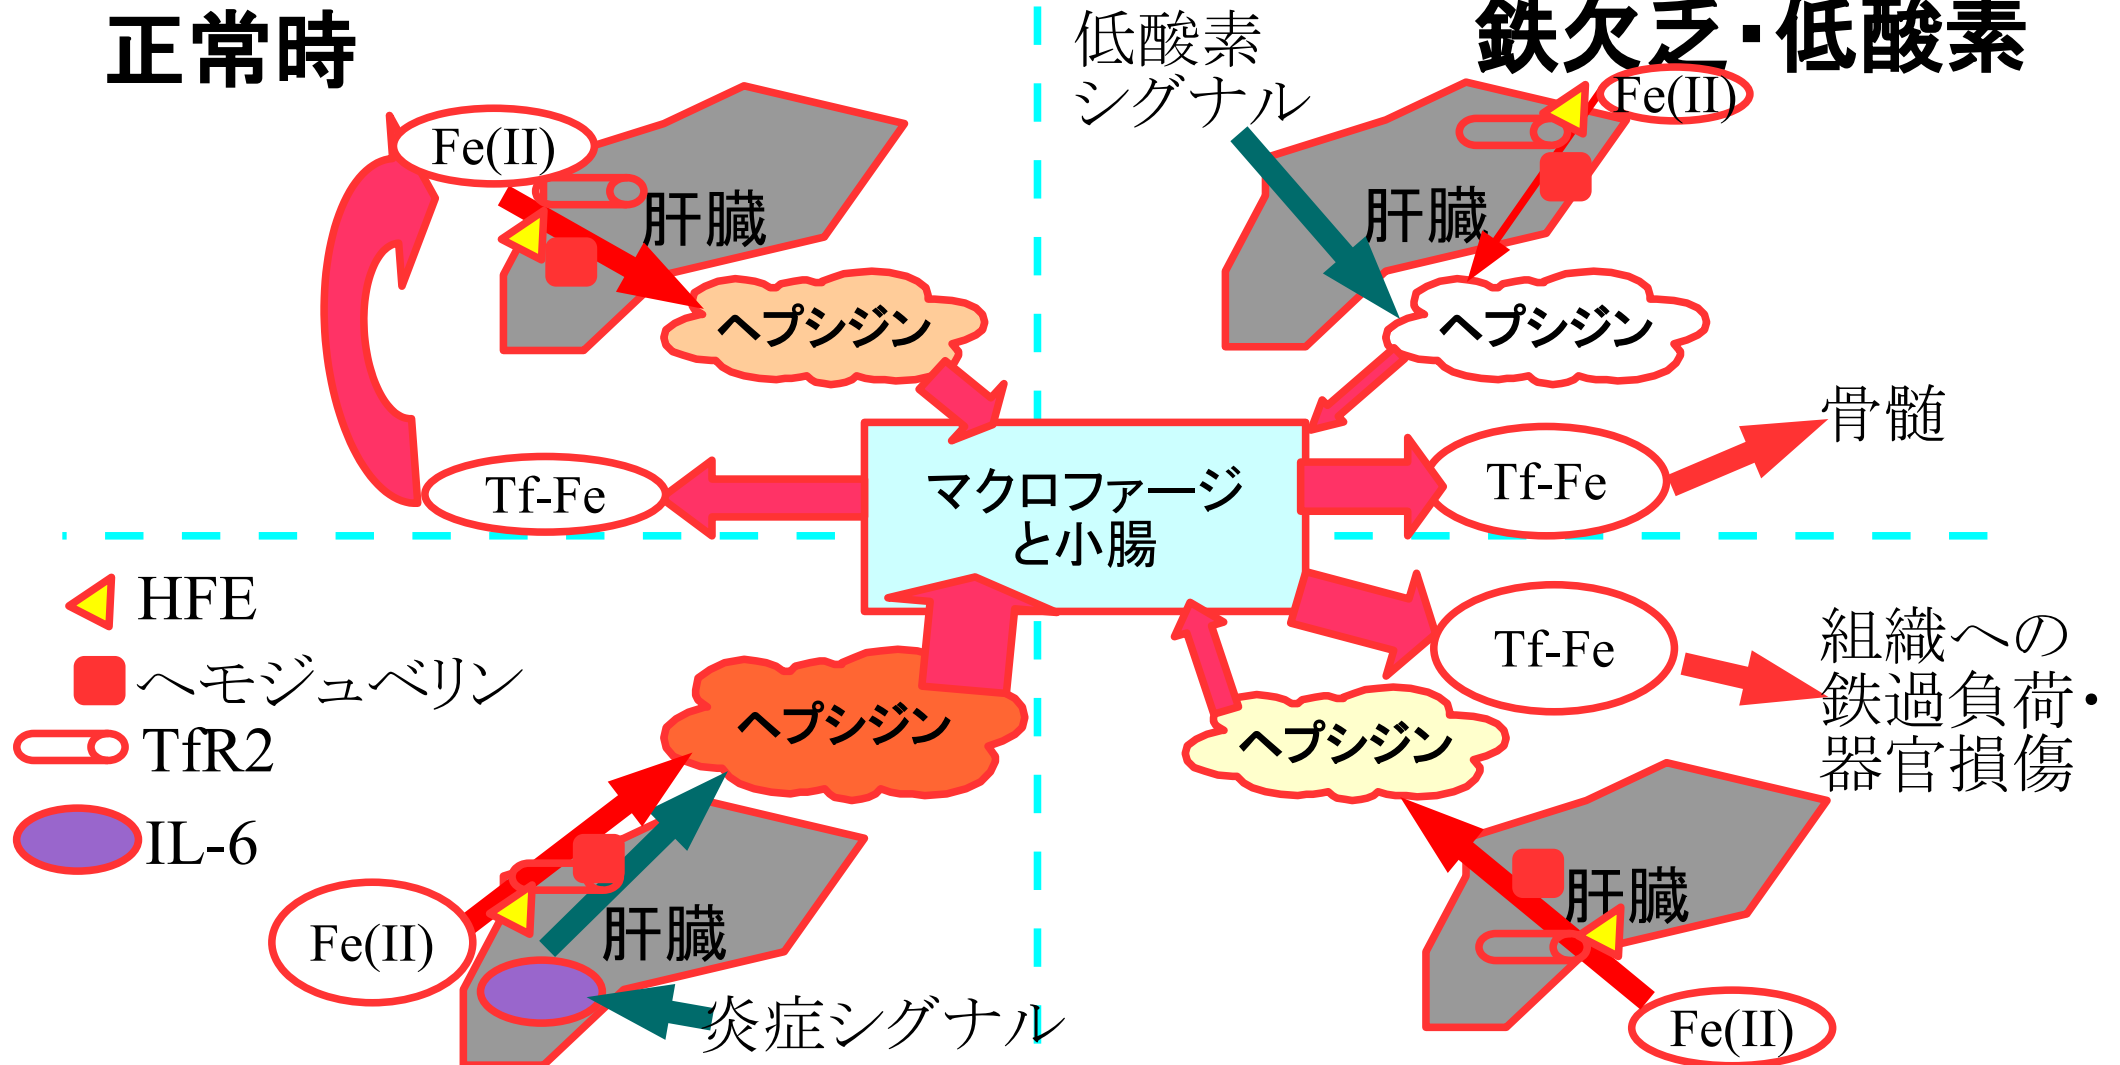 正常時
Fe(II)
肝臓
ヘプシジン
Tf-Fe
低酸素
シグナル
鉄欠乏・低酸素
Fe(II)
肝臓
ヘプシジン
Tf-Fe
骨髄
マクロファージ
と小腸
HFE
ヘモジュベリン
TfR2
IL-6
ヘプシジン
Fe(II)
肝臓
炎症シグナル
Tf-Fe
組織への
鉄過負荷・
器官損傷
ヘプシジン
肝臓
Fe(II)